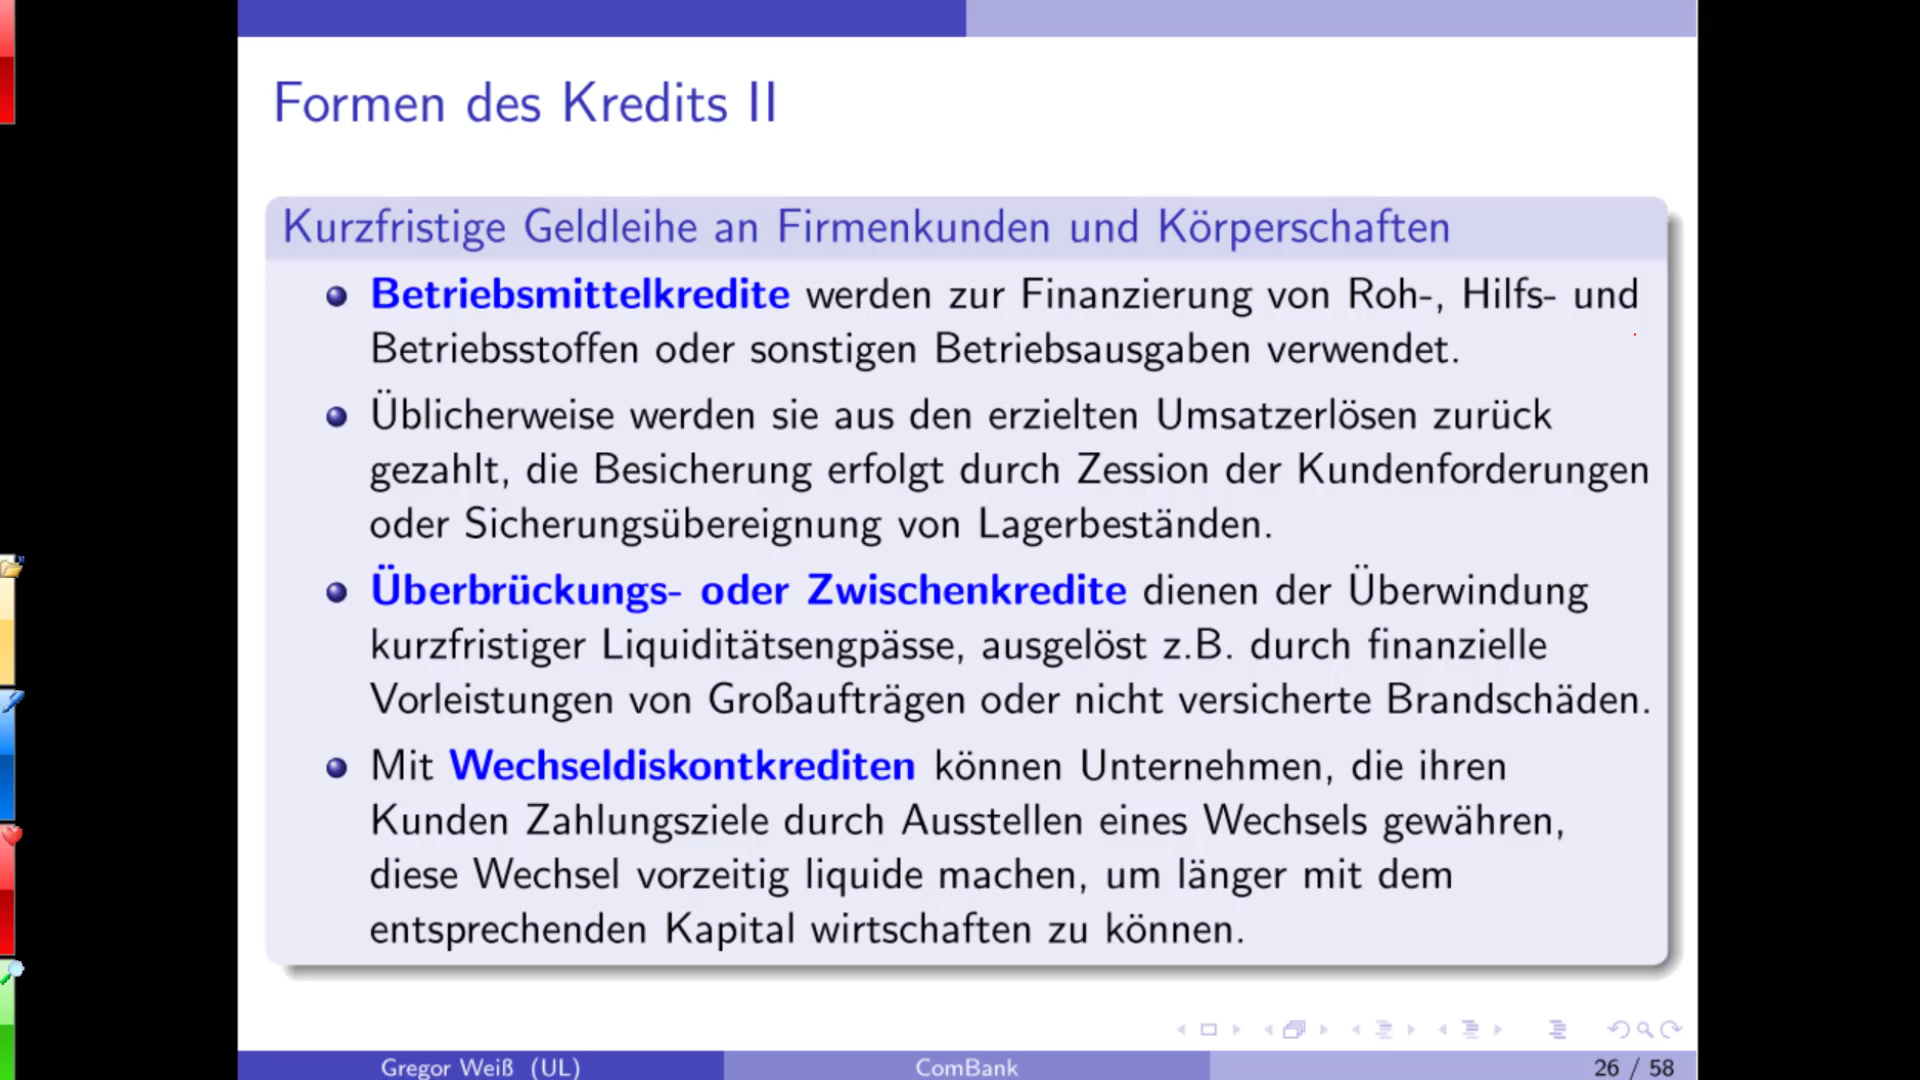 Formen des Kredits II
Kurzfristige Geldleihe an Firmenkunden und Körperschaften
Betriebsmittelkredite werden zur Finanzierung von Roh-, Hilfs- und
Betriebsstoffen oder sonstigen Betriebsausgaben verwendet.
Üblicherweise werden sie aus den erzielten Umsatzerlösen zurück
gezahlt, die Besicherung erfolgt durch Zession der Kundenforderungen
oder Sicherungsübereignung von Lagerbeständen.
Überbrückungs- oder Zwischenkredite dienen der Überwindung
kurzfristiger Liquiditätsengpässe, ausgelöst z.B. durch finanzielle
Vorleistungen von Großaufträgen oder nicht versicherte Brandschäden.
Mit Wechseldiskontkrediten können Unternehmen, die ihren
Kunden Zahlungsziele durch Ausstellen eines Wechsels gewähren,
diese Wechsel vorzeitig liquide machen, um länger mit dem
entsprechenden Kapital wirtschaften zu können.
Gregor Weiß (UL) ComBank 26 / 58